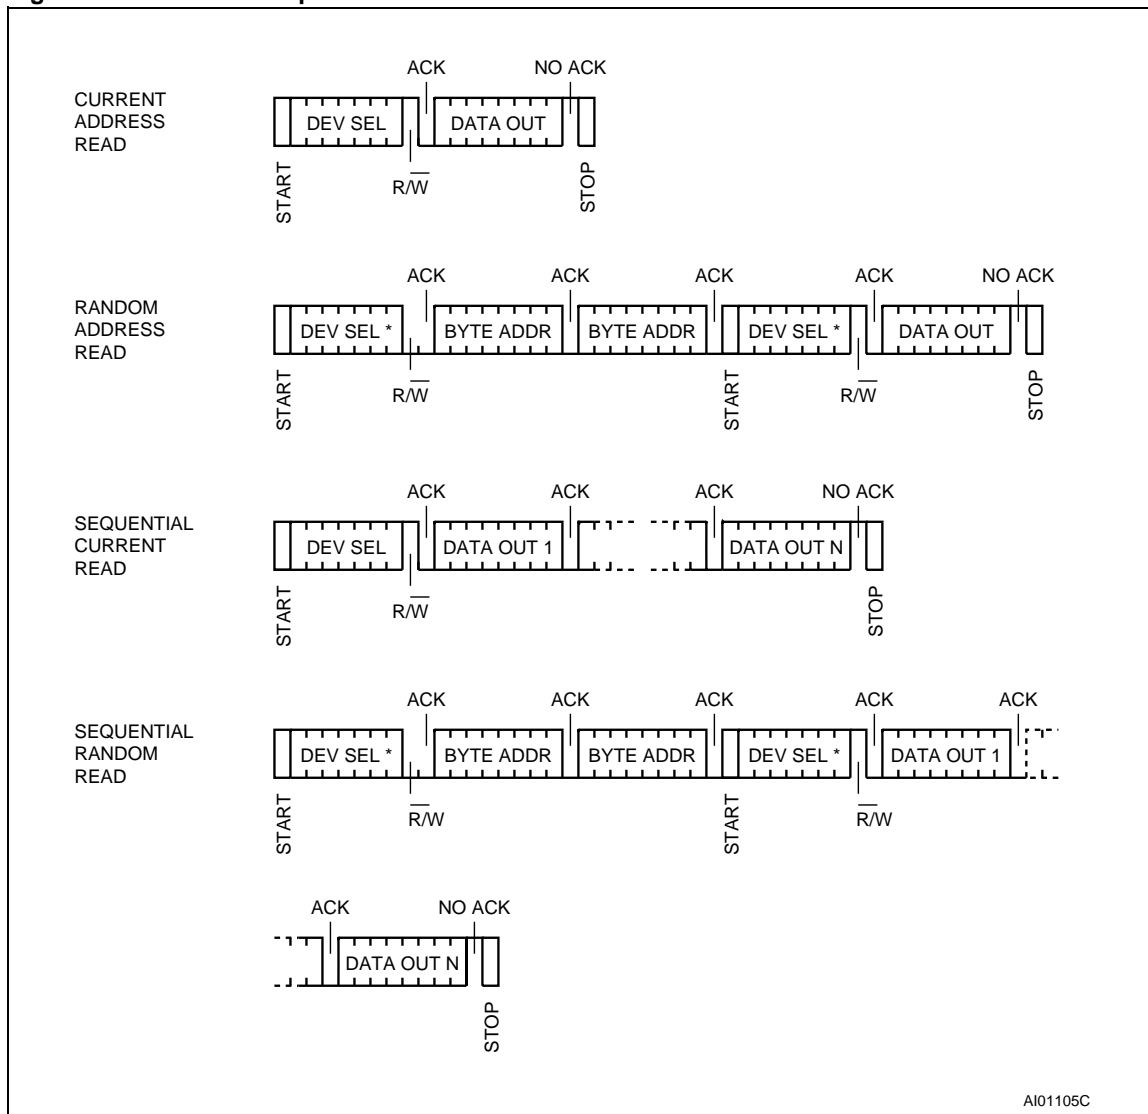 ACK NO ACK
CURRENT
ADDRESS
READ
DEV SEL DATA OUT
START
R/W̅
STOP
ACK ACK ACK ACK NO ACK
RANDOM
ADDRESS
READ
DEV SEL * BYTE ADDR BYTE ADDR DEV SEL * DATA OUT
START
R/W̅
START
R/W̅
STOP
ACK ACK ACK NO ACK
SEQUENTIAL
CURRENT
READ
DEV SEL DATA OUT 1 DATA OUT N
START
R/W̅
STOP
ACK ACK ACK ACK ACK
SEQUENTIAL
RANDOM
READ
DEV SEL * BYTE ADDR BYTE ADDR DEV SEL * DATA OUT 1
START
R̅/W
START
R̅/W
ACK NO ACK
DATA OUT N
STOP
AI01105C